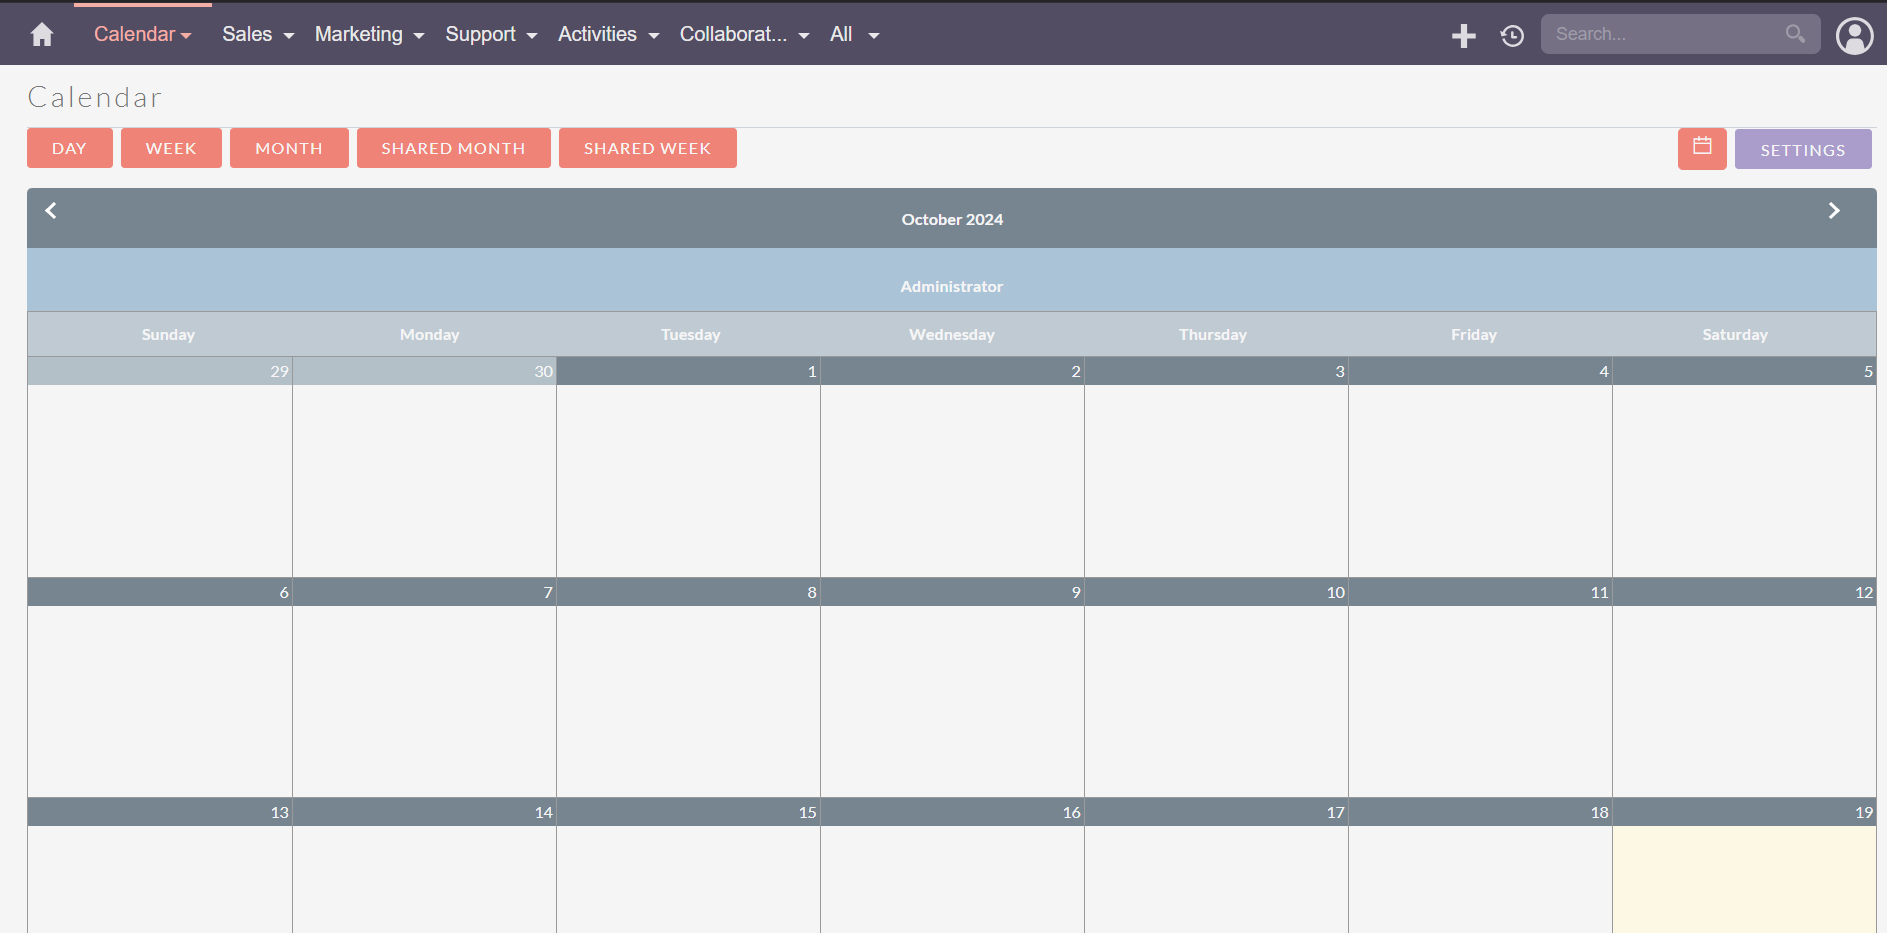 Calendar Sales Marketing Support Activities Collaborat... All Search...
Calendar
DAY WEEK MONTH SHARED MONTH SHARED WEEK SETTINGS
October 2024
Administrator
Sunday Monday Tuesday Wednesday Thursday Friday Saturday
29 30 1 2 3 4 5
6 7 8 9 10 11 12
13 14 15 16 17 18 19